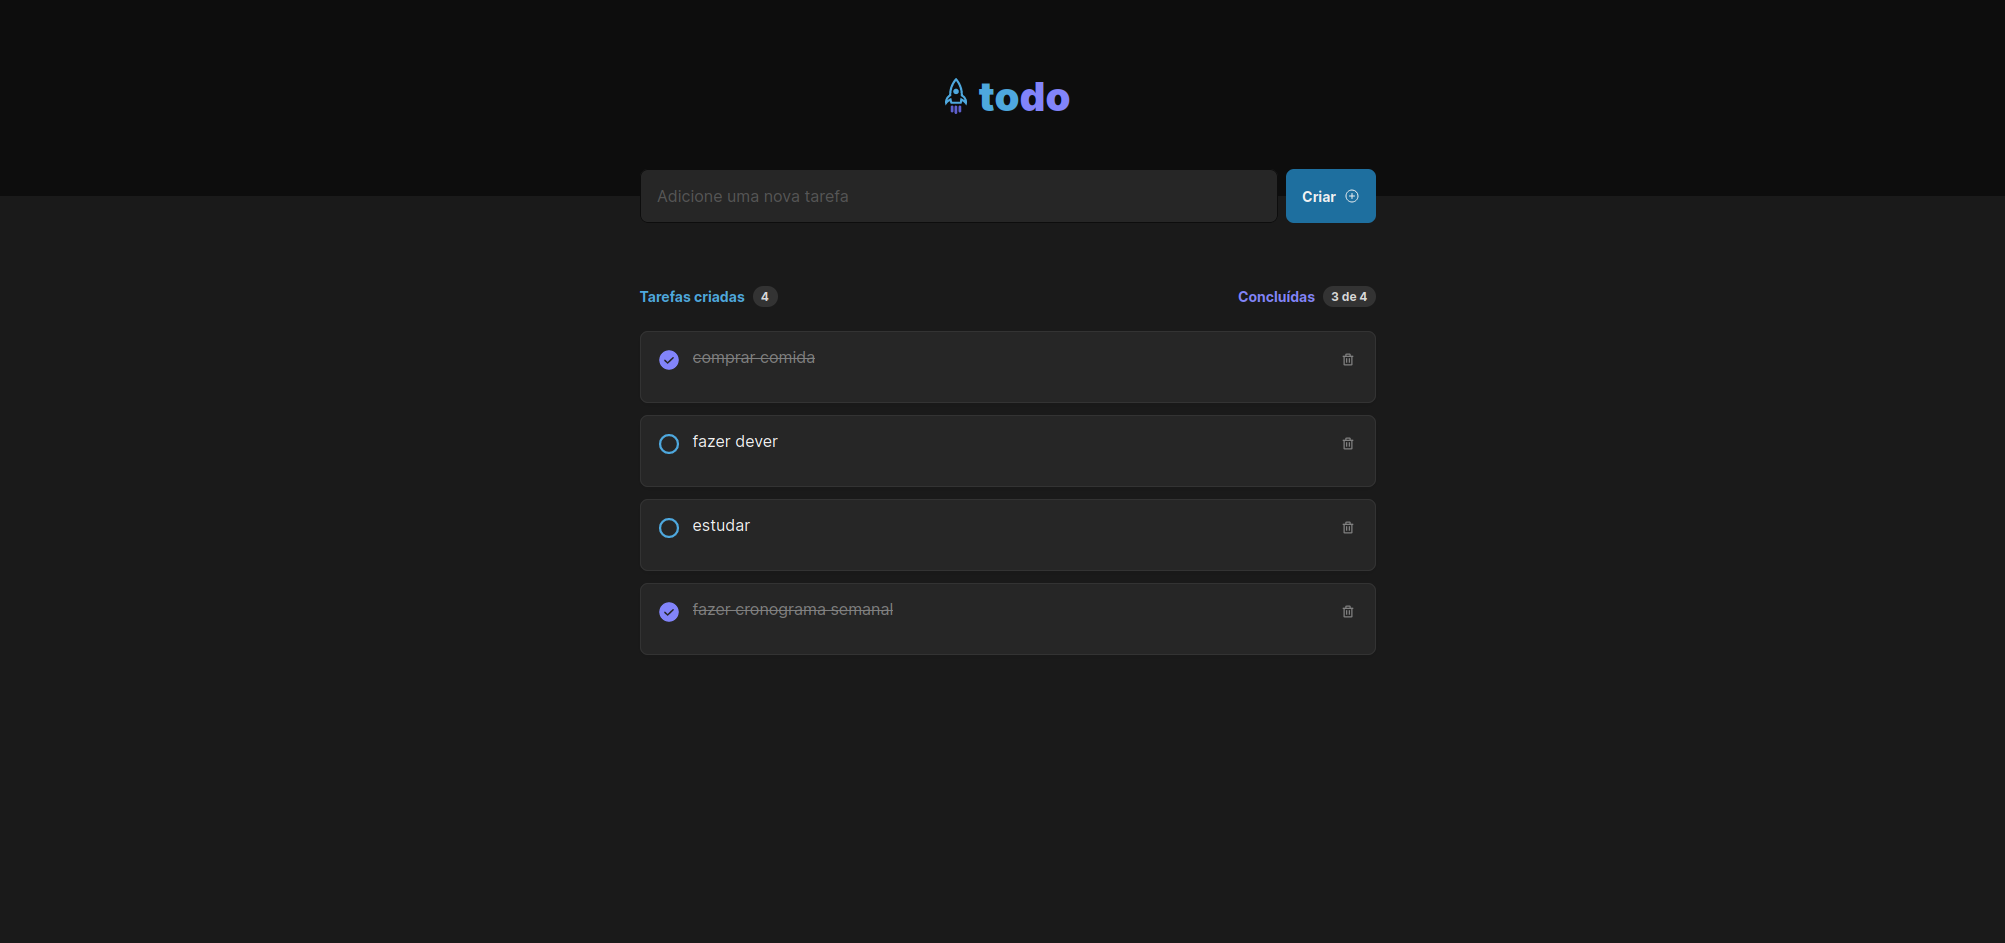 todo
Adicione uma nova tarefa
Criar
Tarefas criadas 4
Concluídas 3 de 4
comprar comida
fazer dever
estudar
fazer cronograma semanal